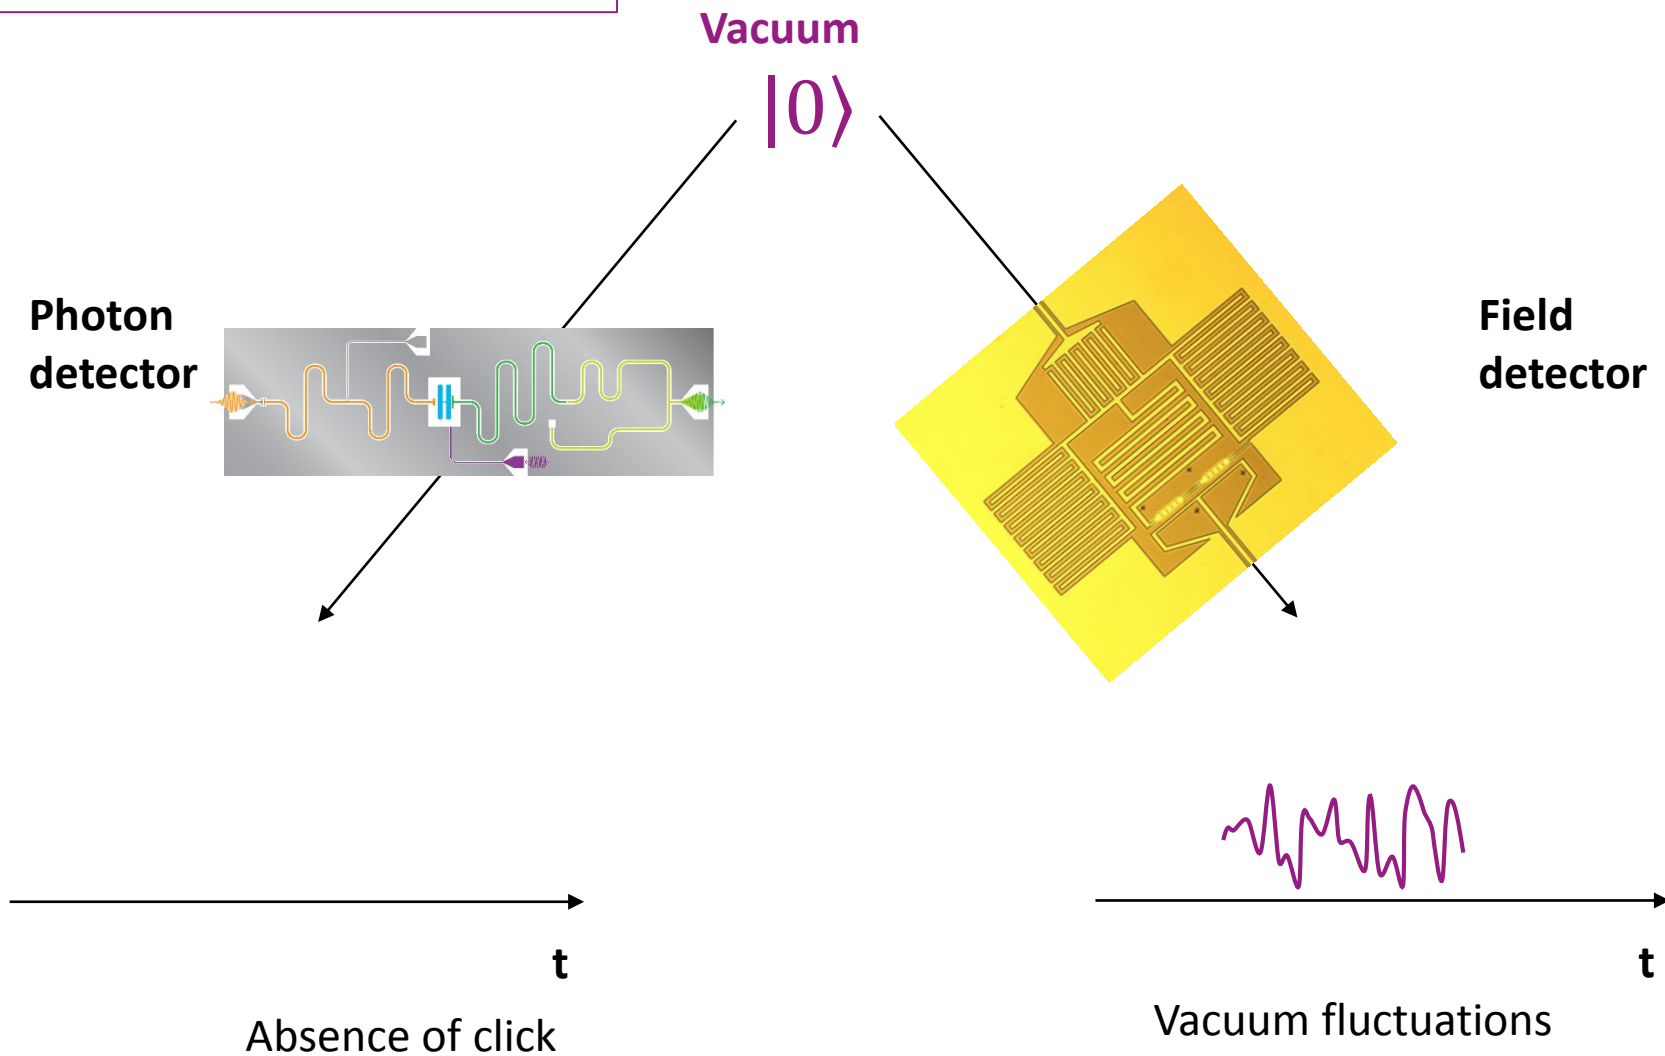 Vacuum
|0⟩
Photon
detector
Field
detector
t
t
Absence of click
Vacuum fluctuations